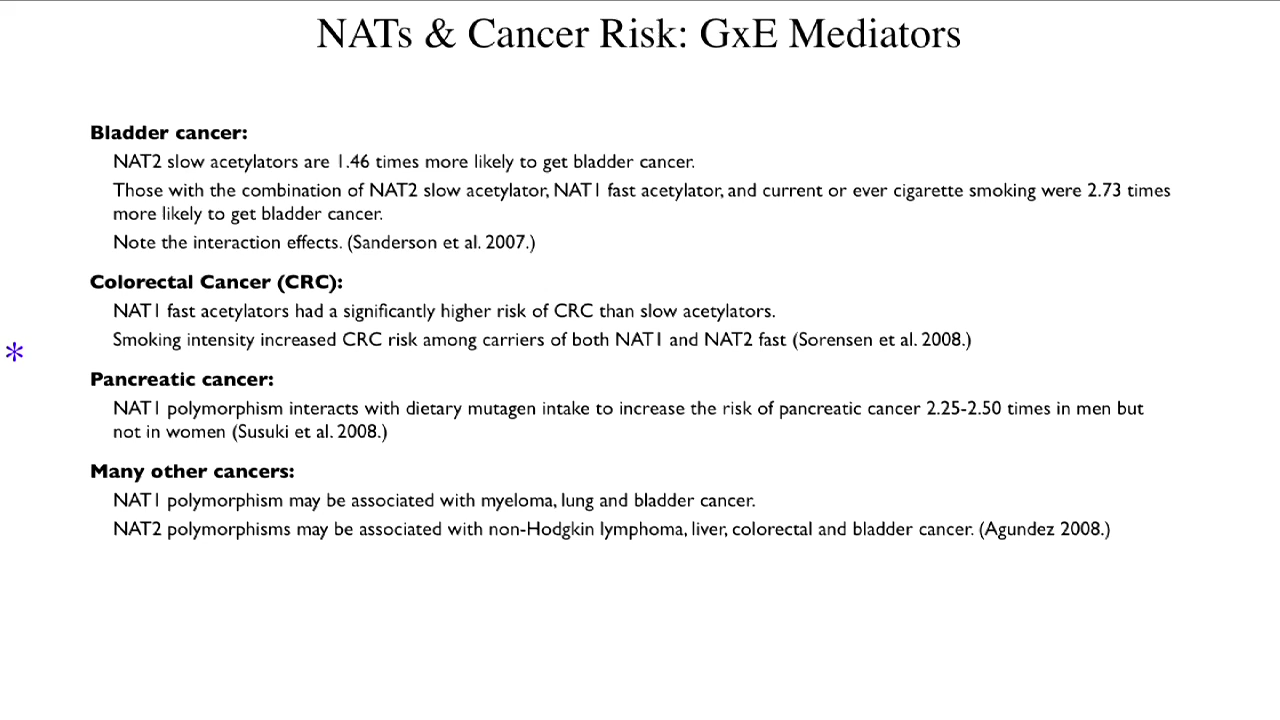 NATs & Cancer Risk: GxE Mediators
Bladder cancer:
NAT2 slow acetylators are 1.46 times more likely to get bladder cancer.
Those with the combination of NAT2 slow acetylator, NAT1 fast acetylator, and current or ever cigarette smoking were 2.73 times
more likely to get bladder cancer.
Note the interaction effects. (Sanderson et al. 2007.)
Colorectal Cancer (CRC):
NAT1 fast acetylators had a significantly higher risk of CRC than slow acetylators.
Smoking intensity increased CRC risk among carriers of both NAT1 and NAT2 fast (Sorensen et al. 2008.)
*
Pancreatic cancer:
NAT1 polymorphism interacts with dietary mutagen intake to increase the risk of pancreatic cancer 2.25-2.50 times in men but
not in women (Susuki et al. 2008.)
Many other cancers:
NAT1 polymorphism may be associated with myeloma, lung and bladder cancer.
NAT2 polymorphisms may be associated with non-Hodgkin lymphoma, liver, colorectal and bladder cancer. (Agundez 2008.)